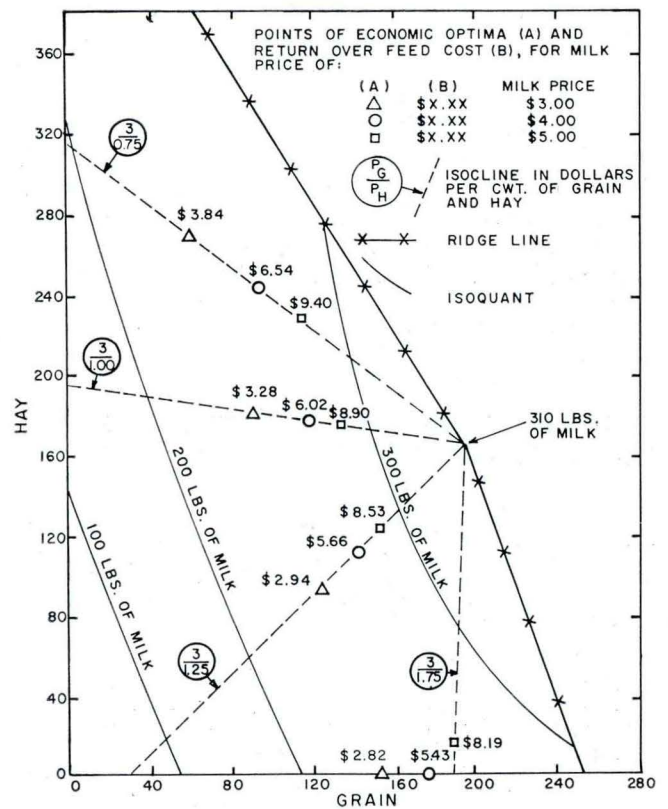 POINTS OF ECONOMIC OPTIMA (A) AND
RETURN OVER FEED COST (B), FOR MILK
PRICE OF:
(A) (B) MILK PRICE
△ $X.XX $3.00
○ $X.XX $4.00
□ $X.XX $5.00
PG
PH
ISOCLINE IN DOLLARS
PER CWT. OF GRAIN
AND HAY
RIDGE LINE
ISOQUANT
360
320
280
240
200
160
120
80
40
0
HAY
3
0.75
$3.84
$6.54
$9.40
3
1.00
$3.28
$6.02
$8.90
310 LBS.
OF MILK
200 LBS. OF MILK
300 LBS. OF MILK
100 LBS. OF MILK
$8.53
$5.66
$2.94
3
1.25
3
1.75
$8.19
$2.82
$543
0 40 80 120 160 200 240 280
GRAIN